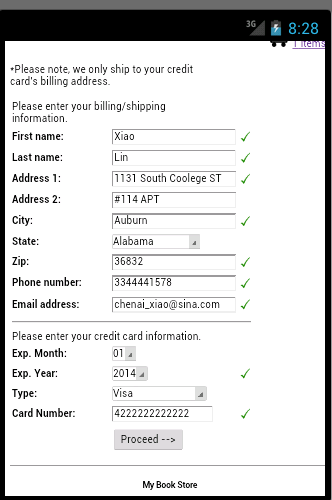 3G 8:28
1 items
*Please note, we only ship to your credit
card's billing address.
Please enter your billing/shipping
information.
First name: Xiao
Last name: Lin
Address 1: 1131 South Coolege ST
Address 2: #114 APT
City: Auburn
State: Alabama
Zip: 36832
Phone number: 3344441578
Email address: chenai_xiao@sina.com
Please enter your credit card information.
Exp. Month: 01
Exp. Year: 2014
Type: Visa
Card Number: 4222222222222
Proceed -->
My Book Store